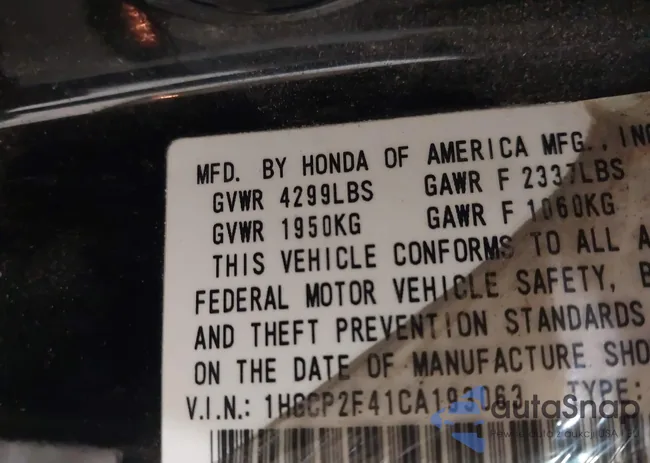 MFD. BY HONDA OF AMERICA MFG., INC
GVWR 4299LBS GAWR F 2337LBS
GVWR 1950KG GAWR F 1060KG
THIS VEHICLE CONFORMS TO ALL A
FEDERAL MOTOR VEHICLE SAFETY, B
AND THEFT PREVENTION STANDARDS
ON THE DATE OF MANUFACTURE SHO
V.I.N.: 1HGCP2F41CA193063 TYPE:
autoSnap